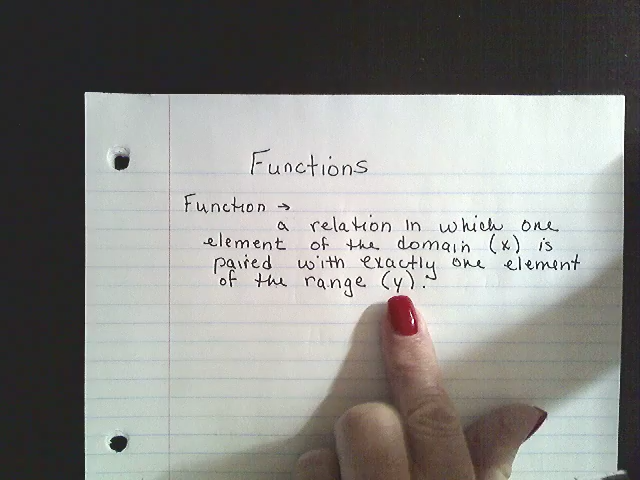 Functions
Function →
a relation in which one
element of the domain (x) is
paired with exactly one element
of the range (y).